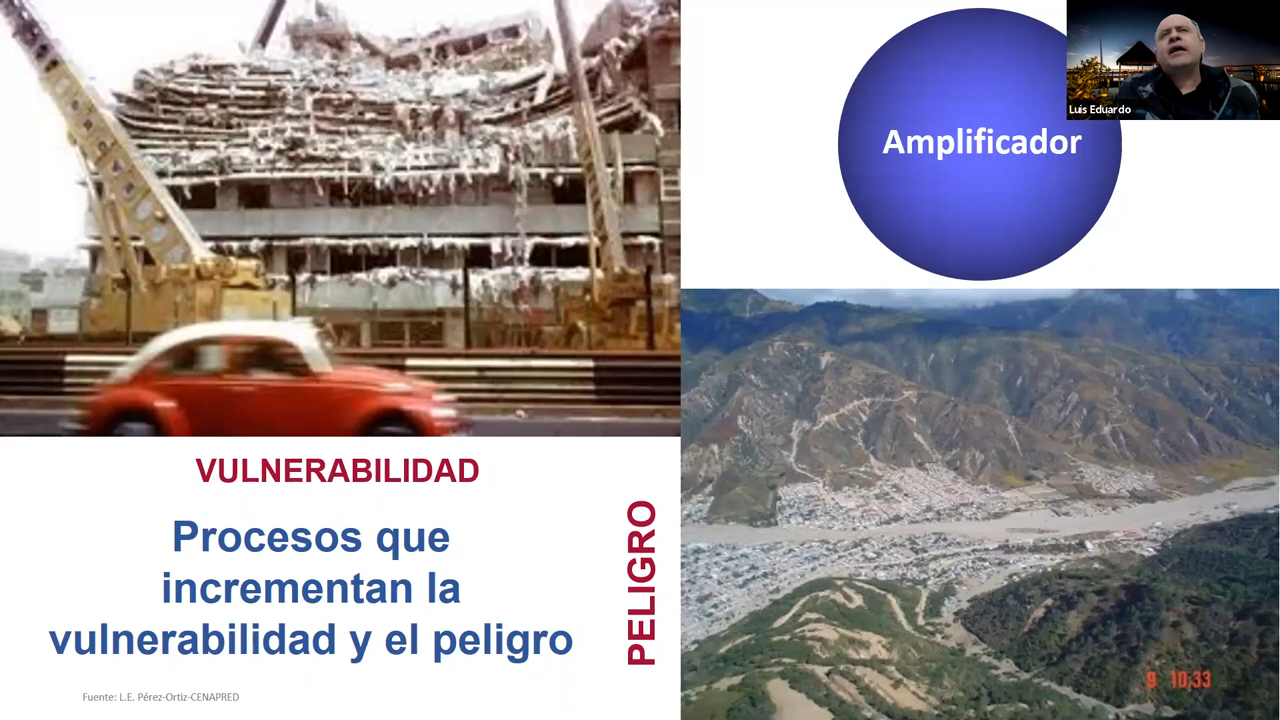 Amplificador
Luis Eduardo
VULNERABILIDAD
Procesos que
incrementan la
vulnerabilidad y el peligro
PELIGRO
Fuente: L.E. Pérez-Ortiz-CENAPRED
9 10:33